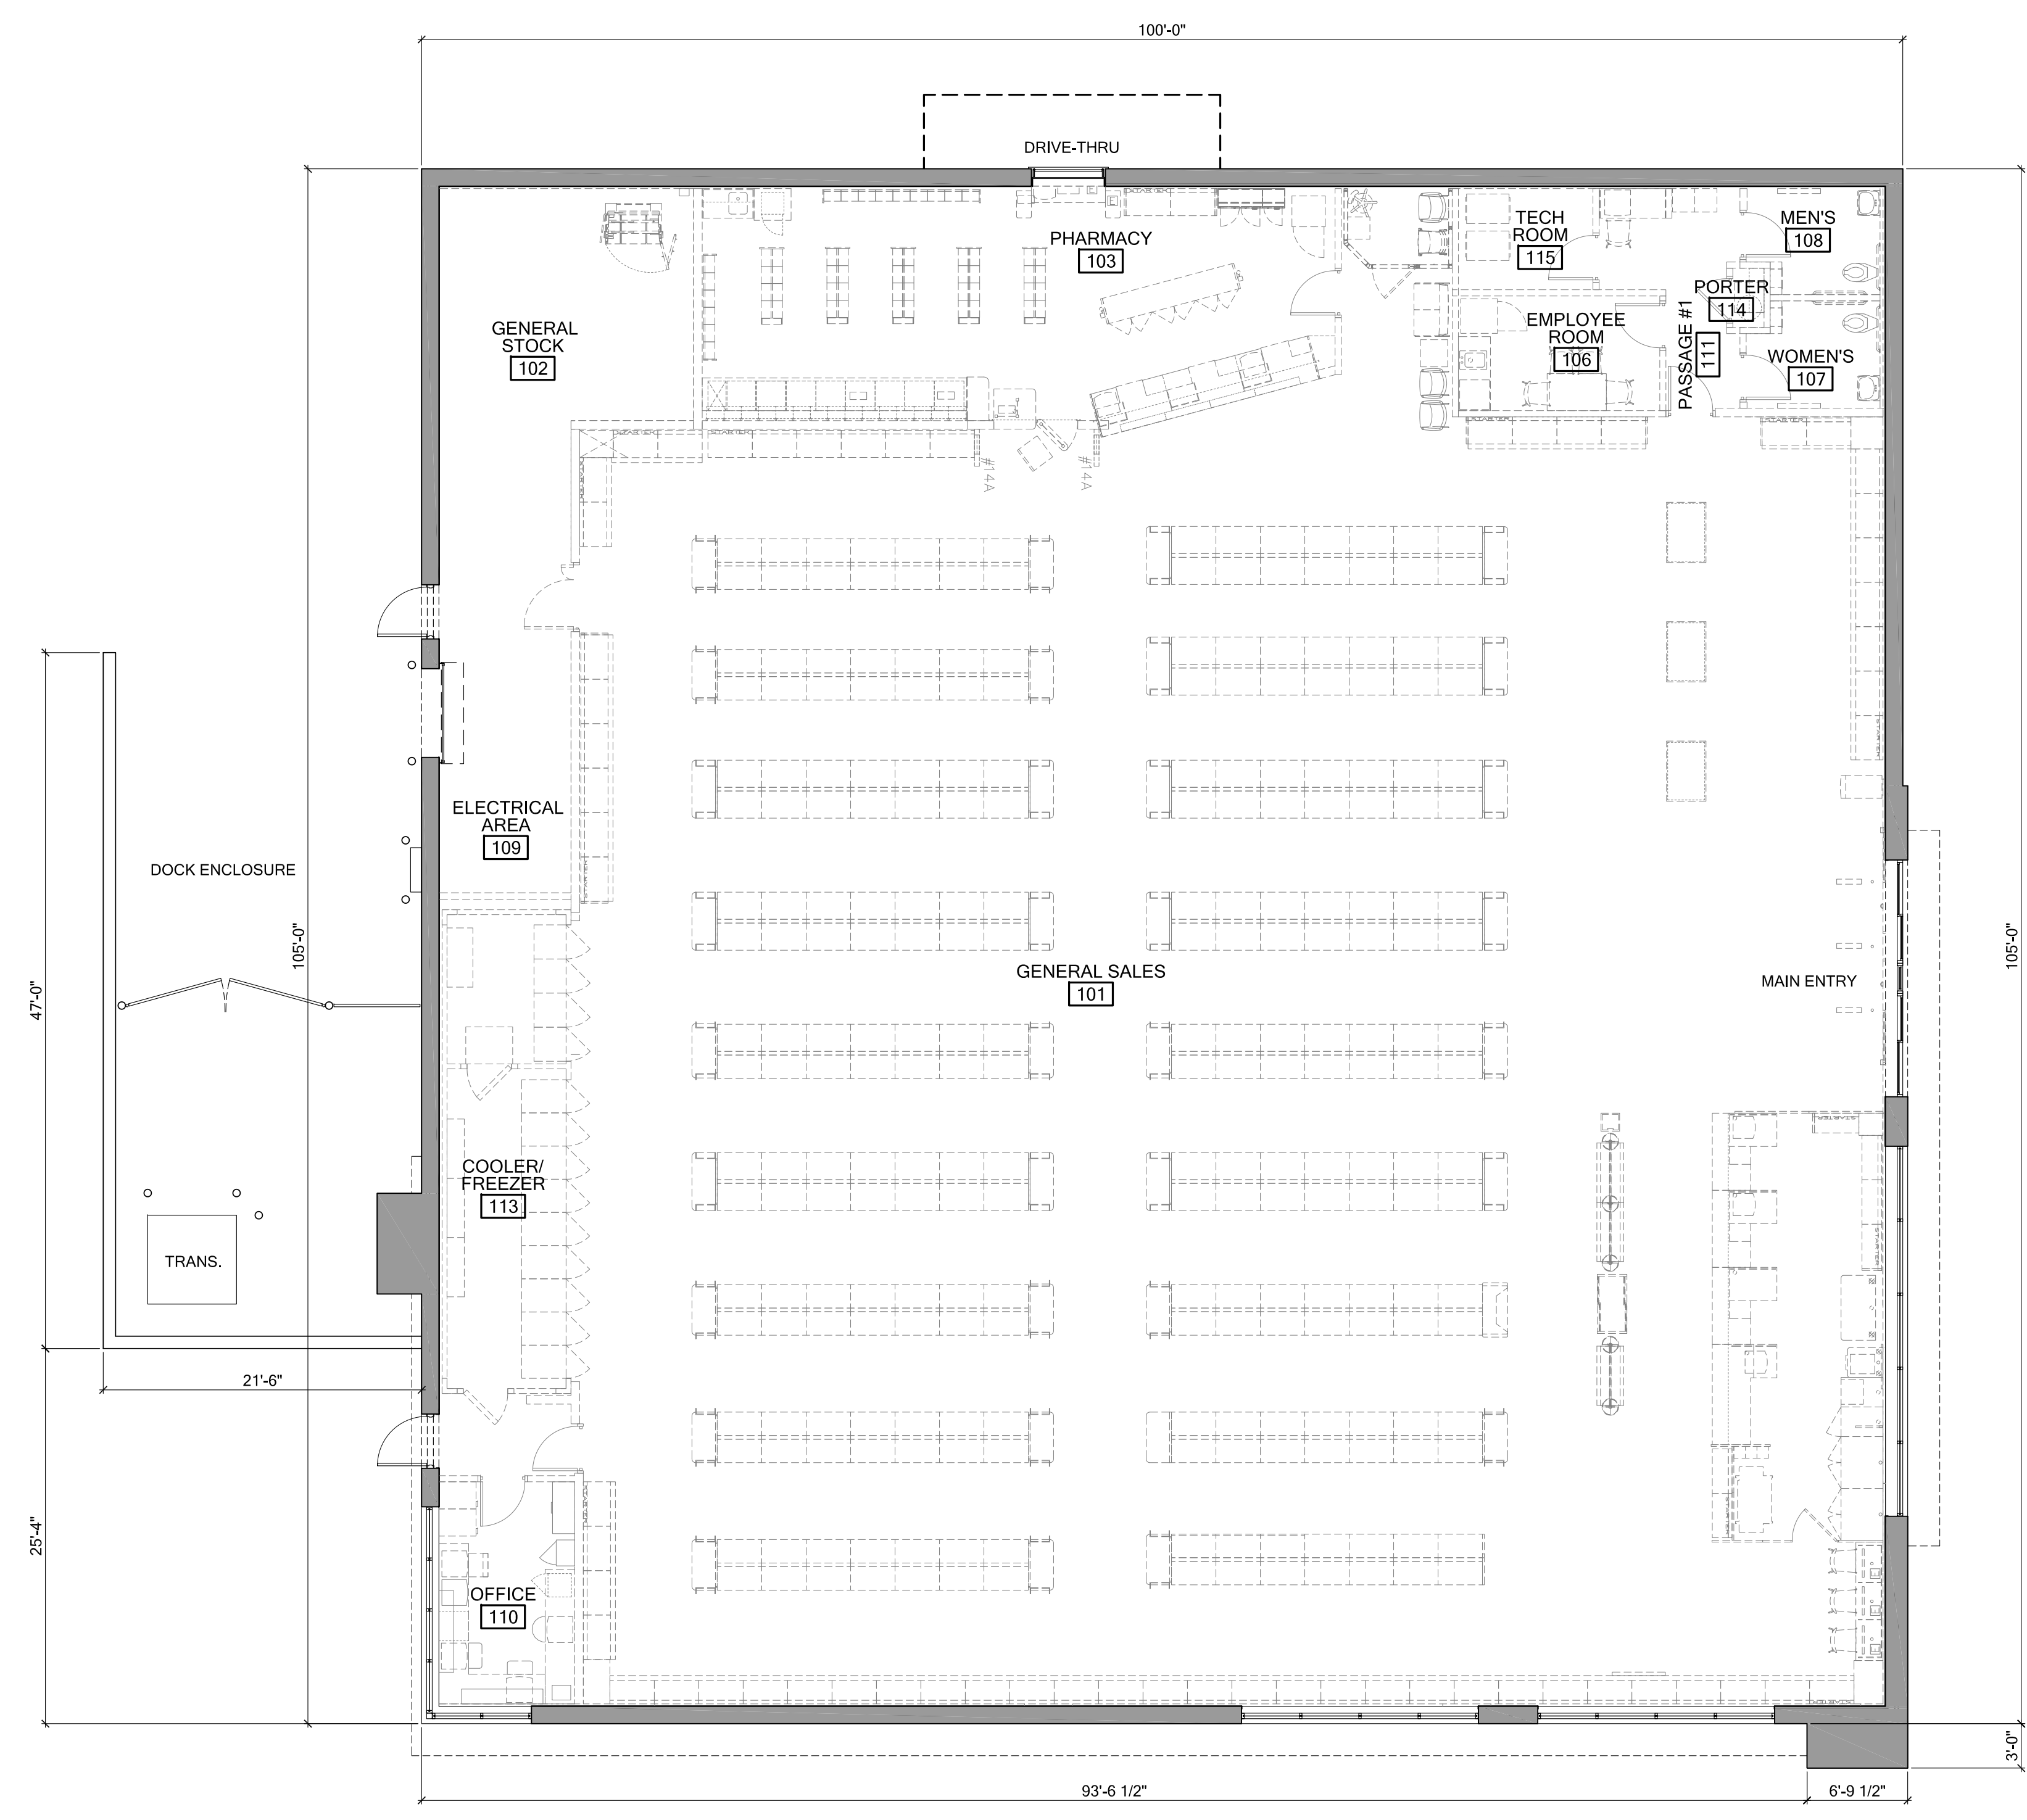 100'-0"
DRIVE-THRU
PHARMACY
103
TECH
ROOM
115
MEN'S
108
PORTER
114
PASSAGE #1
111
EMPLOYEE
ROOM
106
WOMEN'S
107
GENERAL
STOCK
102
#14A
#14A
ELECTRICAL
AREA
109
DOCK ENCLOSURE
105'-0"
105'-0"
47'-0"
GENERAL SALES
101
MAIN ENTRY
COOLER/
FREEZER
113
TRANS.
21'-6"
25'-4"
OFFICE
110
93'-6 1/2"
6'-9 1/2"
3'-0"